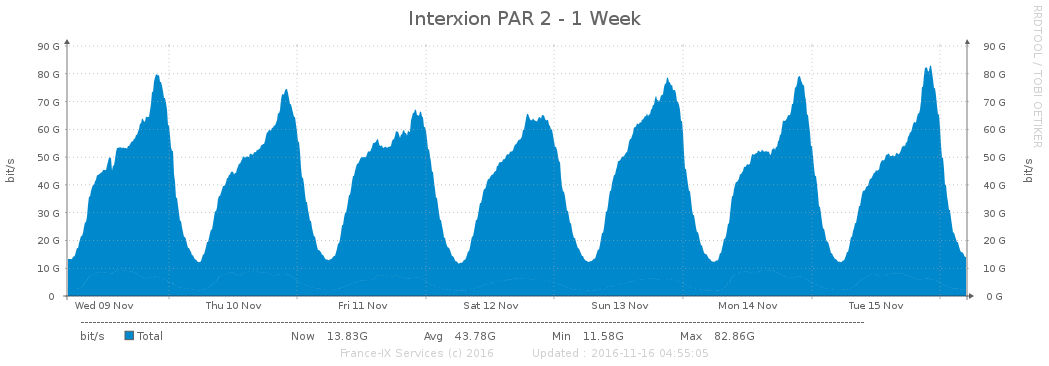 Interxion PAR 2 - 1 Week
RRDTOOL / TOBI OETIKER
90 G 90 G
80 G 80 G
70 G 70 G
60 G 60 G
50 G 50 G
40 G 40 G
30 G 30 G
20 G 20 G
10 G 10 G
0 0 G
bit/s
bit/s
Wed 09 Nov Thu 10 Nov Fri 11 Nov Sat 12 Nov Sun 13 Nov Mon 14 Nov Tue 15 Nov
bit/s Total Now 13.83G Avg 43.78G Min 11.58G Max 82.86G
France-IX Services (c) 2016 Updated : 2016-11-16 04:55:05